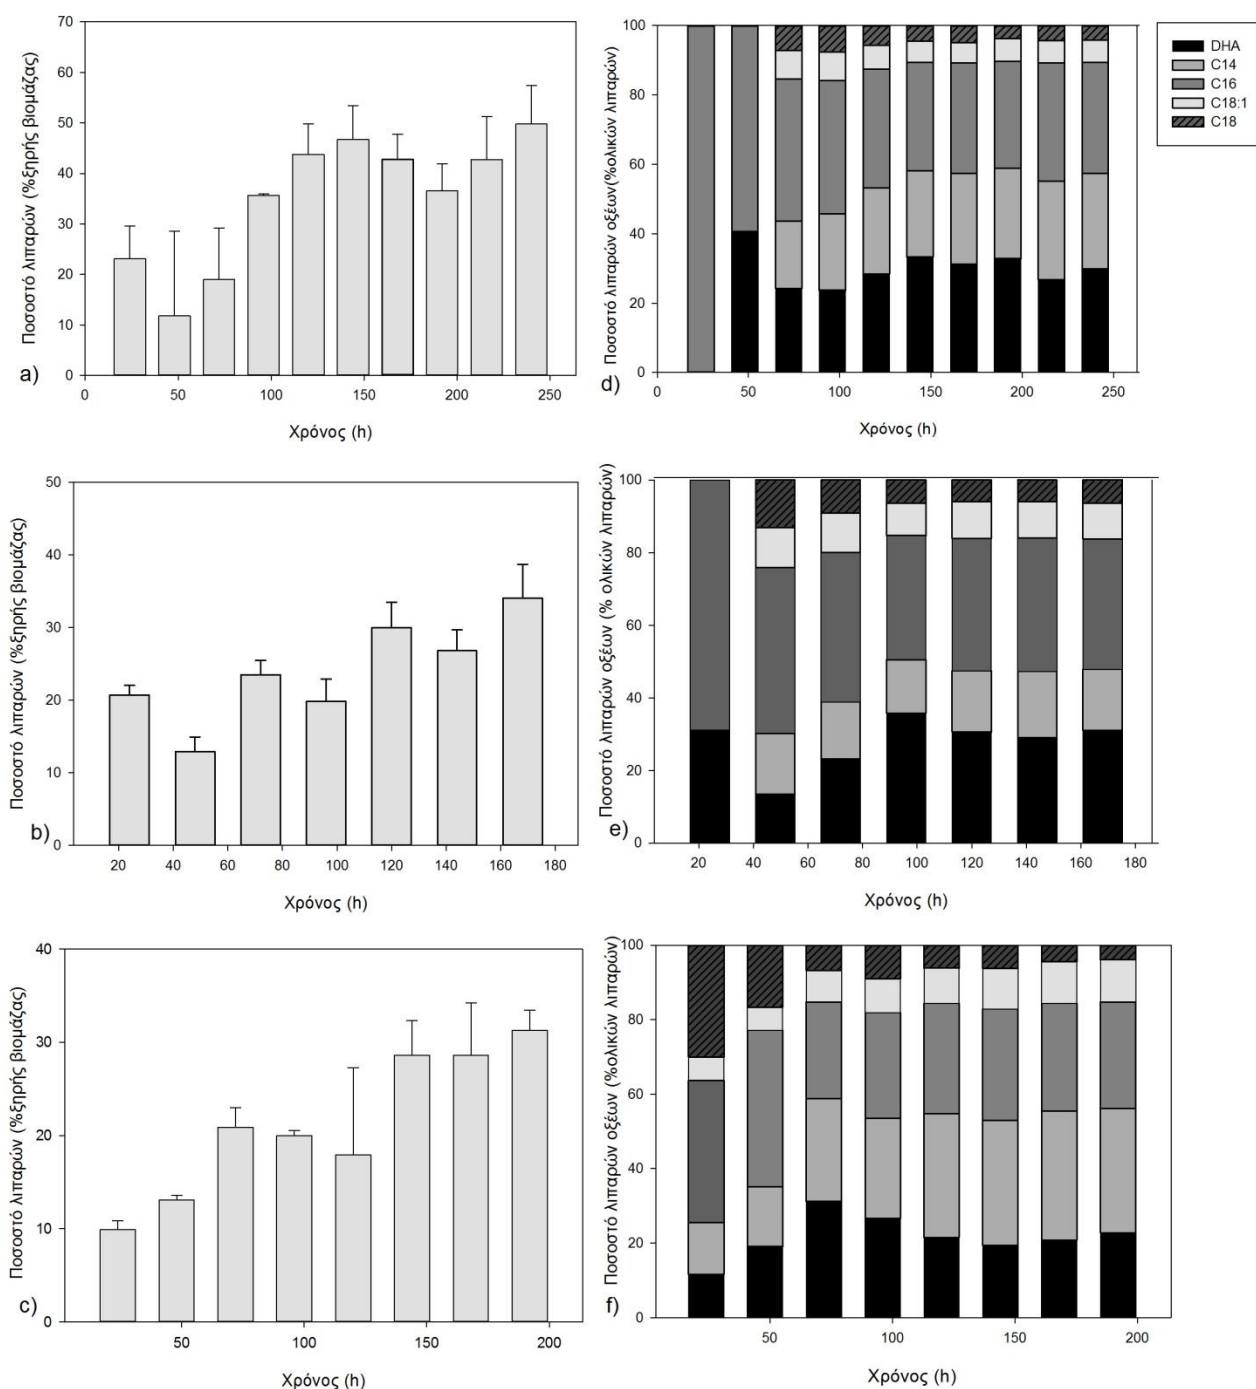 Ποσοστό λιπαρών (%ξηρής βιομάζας)
70
60
50
40
30
20
10
0
a)
0 50 100 150 200 250
Χρόνος (h)
Ποσοστό λιπαρών οξέων(%ολικών λιπαρών)
100
80
60
40
20
0
d)
0 50 100 150 200 250
Χρόνος (h)
DHA
C14
C16
C18:1
C18
Ποσοστό λιπαρών (%ξηρής βιομάζας)
50
40
30
20
10
0
b)
20 40 60 80 100 120 140 160 180
Χρόνος (h)
Ποσοστό λιπαρών οξέων (% ολικών λιπαρών)
100
80
60
40
20
0
e)
20 40 60 80 100 120 140 160 180
Χρόνος (h)
Ποσοστό λιπαρών (%ξηρής βιομάζας)
40
30
20
10
0
c)
50 100 150 200
Χρόνος (h)
Ποσοστό λιπαρών οξέων (%ολικών λιπαρών)
100
80
60
40
20
0
f)
50 100 150 200
Χρόνος (h)